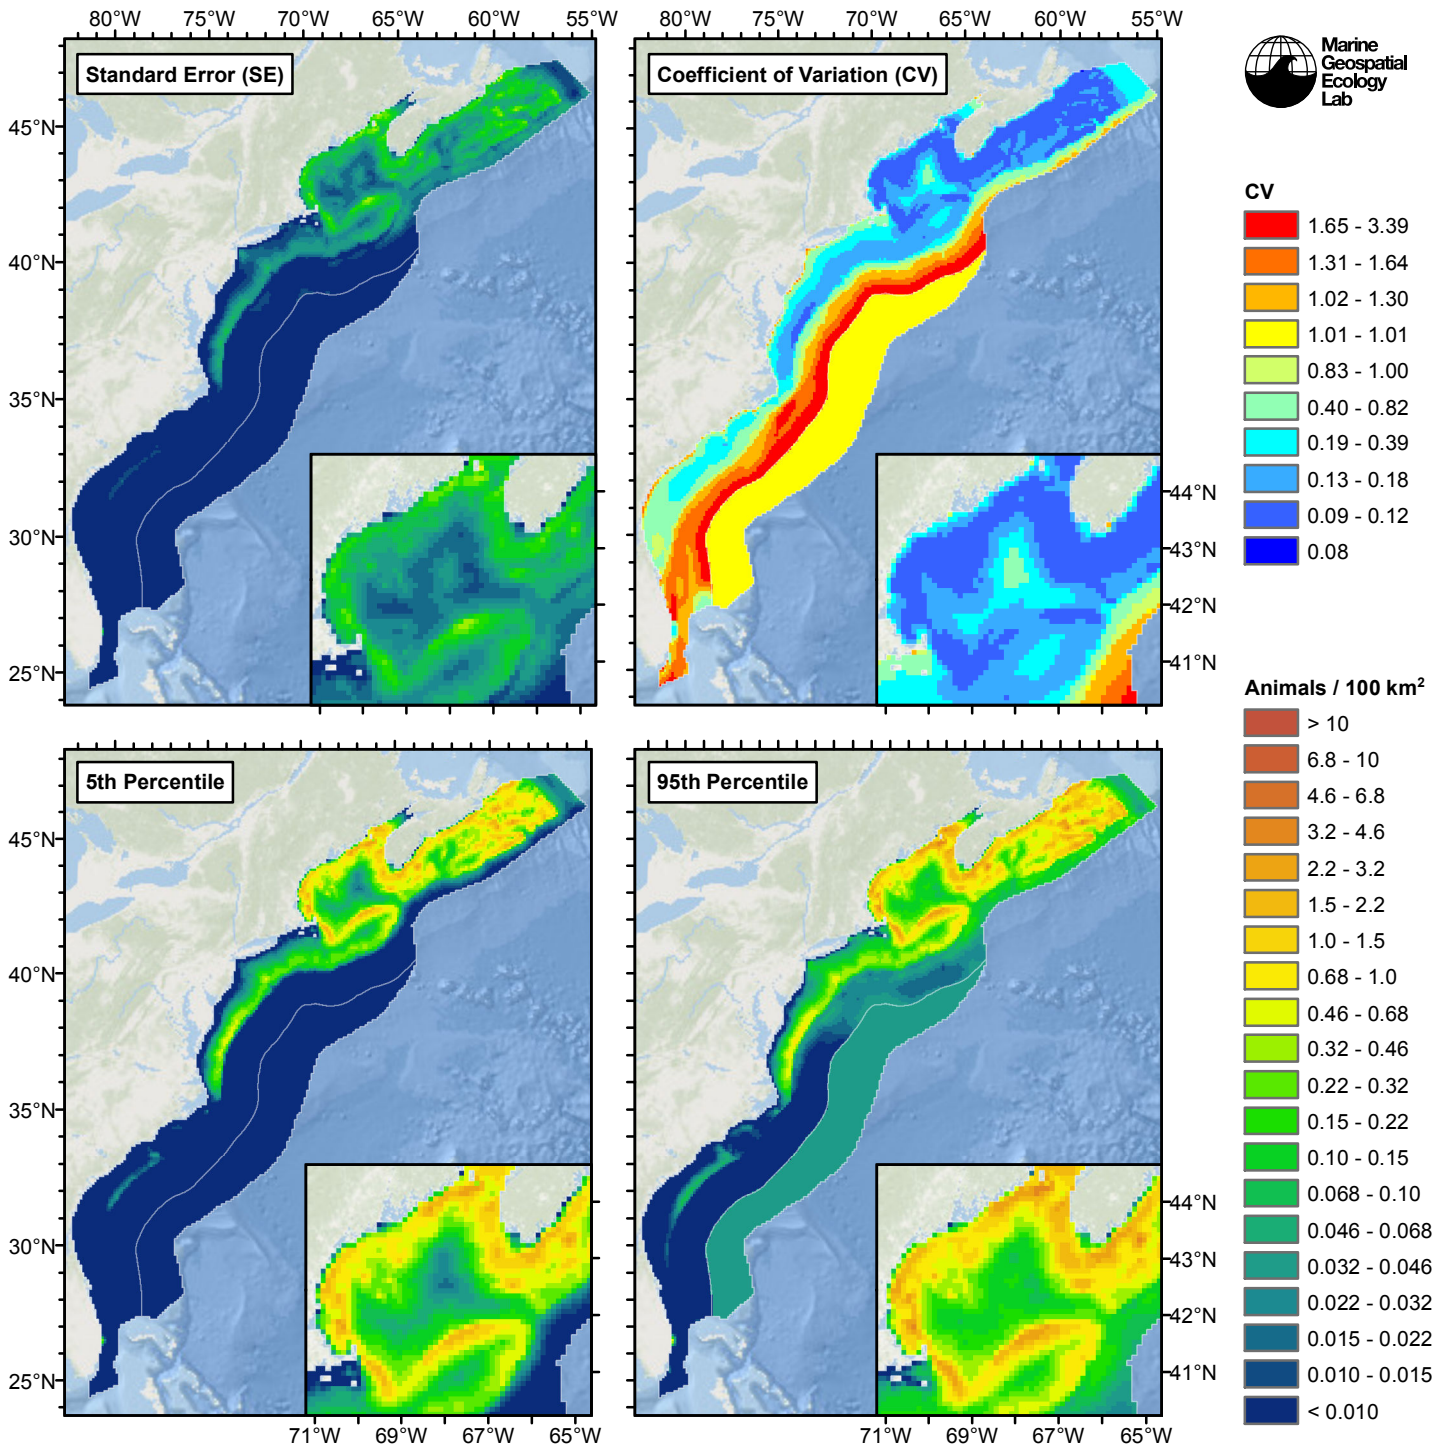 80°W 75°W 70°W 65°W 60°W 55°W
80°W 75°W 70°W 65°W 60°W 55°W
Standard Error (SE)
Coefficient of Variation (CV)
Marine
Geospatial
Ecology
Lab
45°N
40°N
35°N
30°N
25°N
44°N
43°N
42°N
41°N
CV
1.65 - 3.39
1.31 - 1.64
1.02 - 1.30
1.01 - 1.01
0.83 - 1.00
0.40 - 0.82
0.19 - 0.39
0.13 - 0.18
0.09 - 0.12
0.08
5th Percentile
95th Percentile
45°N
40°N
35°N
30°N
25°N
44°N
43°N
42°N
41°N
71°W 69°W 67°W 65°W
71°W 69°W 67°W 65°W
Animals / 100 km²
> 10
6.8 - 10
4.6 - 6.8
3.2 - 4.6
2.2 - 3.2
1.5 - 2.2
1.0 - 1.5
0.68 - 1.0
0.46 - 0.68
0.32 - 0.46
0.22 - 0.32
0.15 - 0.22
0.10 - 0.15
0.068 - 0.10
0.046 - 0.068
0.032 - 0.046
0.022 - 0.032
0.015 - 0.022
0.010 - 0.015
< 0.010